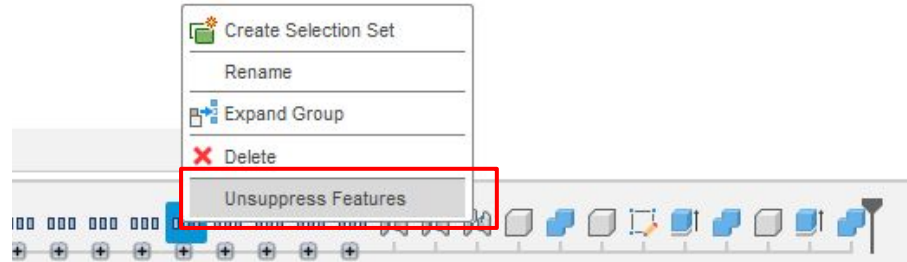 Create Selection Set
Rename
Expand Group
Delete
Unsuppress Features